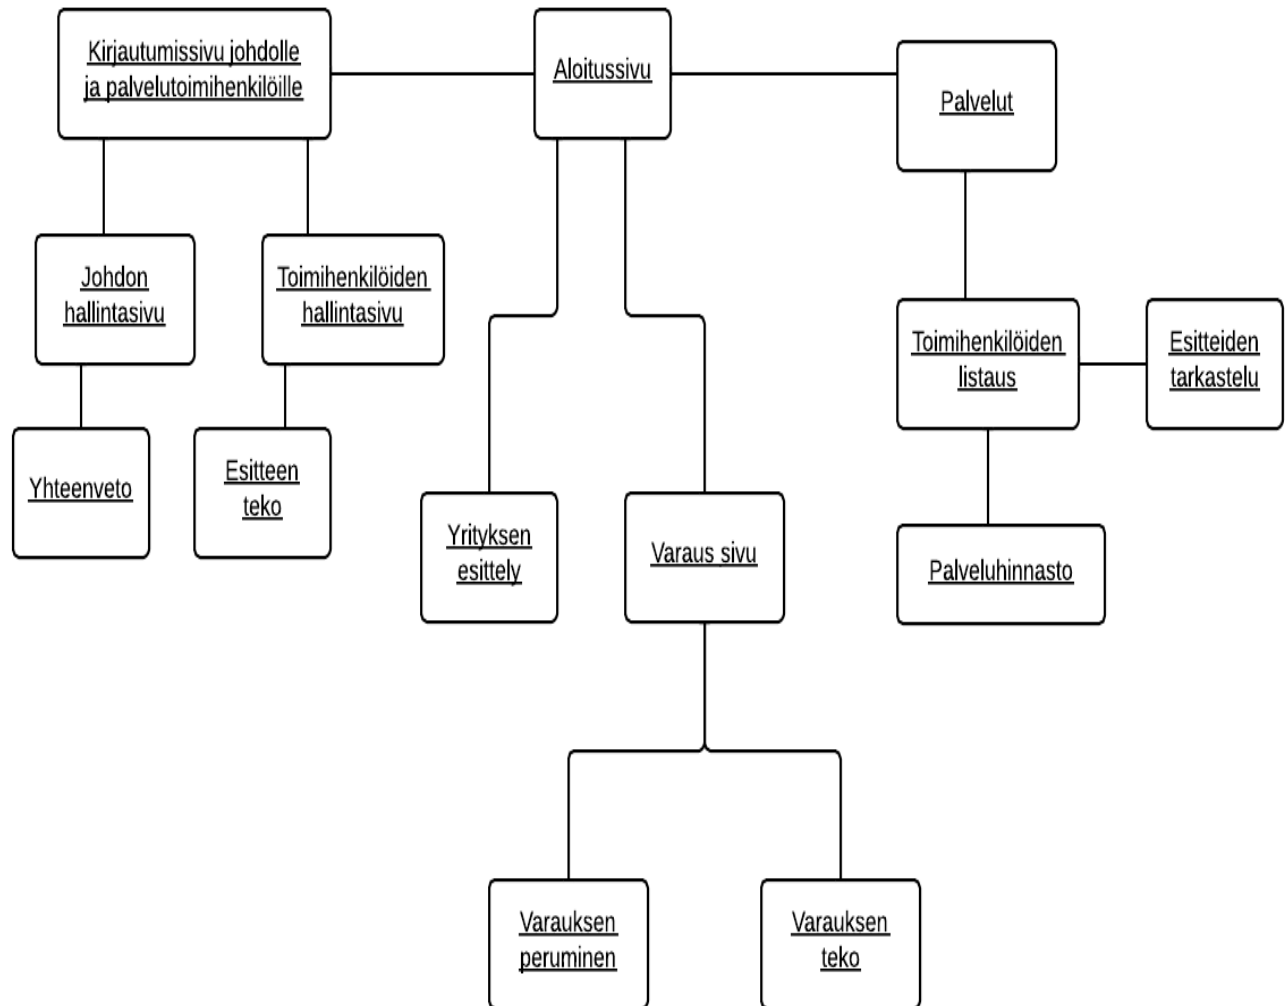 Kirjautumissivu johdolle
ja palvelutoimihenkilöille
Aloitussivu
Palvelut
Johdon
hallintasivu
Toimihenkilöiden
hallintasivu
Toimihenkilöiden
listaus
Esitteiden
tarkastelu
Yhteenveto
Esitteen
teko
Yrityksen
esittely
Varaus sivu
Palveluhinnasto
Varauksen
peruminen
Varauksen
teko